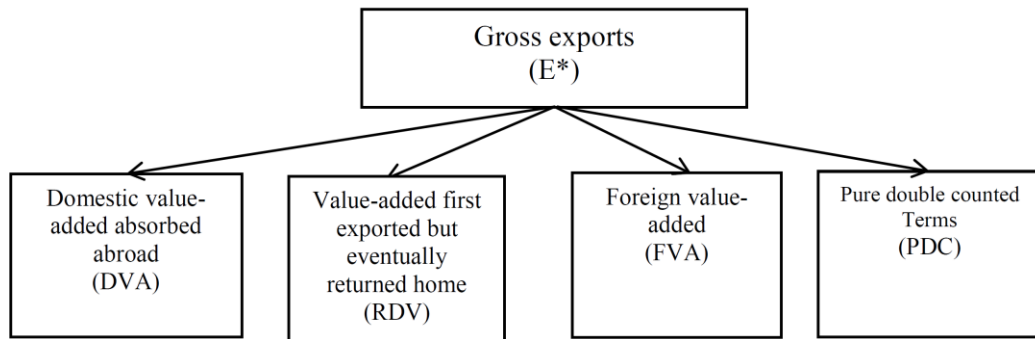 Gross exports
(E*)
Domestic value-
added absorbed
abroad
(DVA)
Value-added first
exported but
eventually
returned home
(RDV)
Foreign value-
added
(FVA)
Pure double counted
Terms
(PDC)